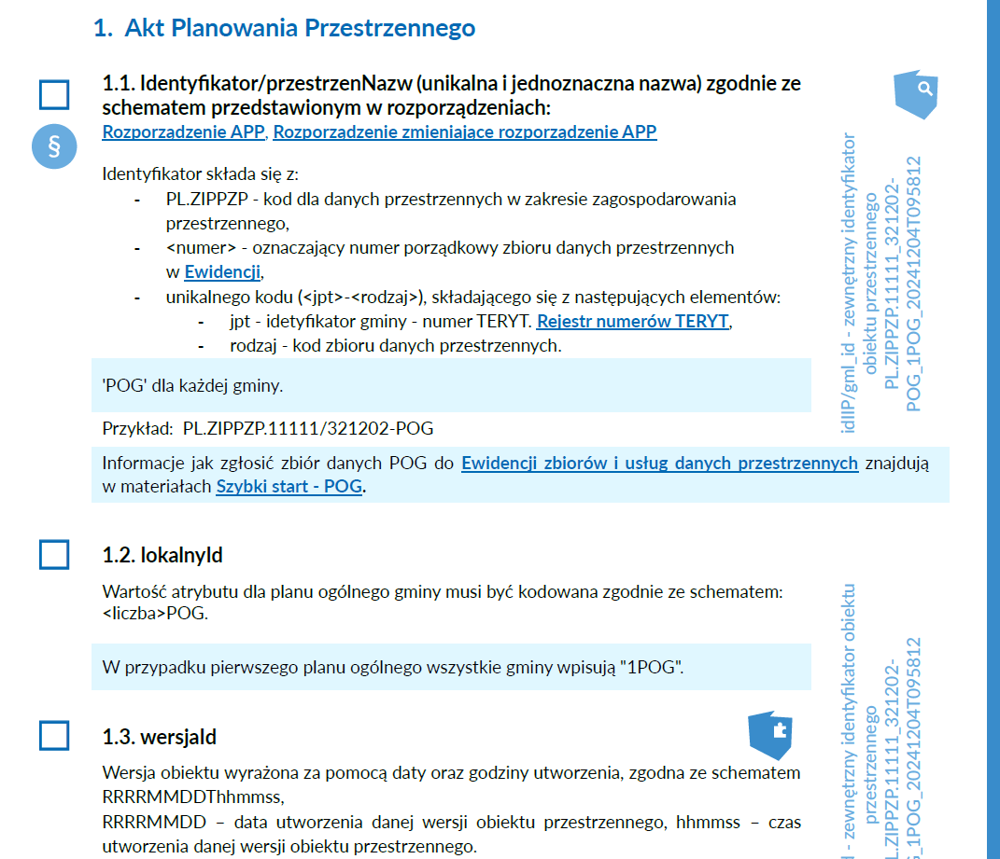 1. Akt Planowania Przestrzennego
1.1. Identyfikator/przestrzenNazw (unikalna i jednoznaczna nazwa) zgodnie ze
schematem przedstawionym w rozporządzeniach:
Rozporządzenie APP, Rozporządzenie zmieniające rozporządzenie APP
§
Identyfikator składa się z:
- PL.ZIPPZP - kod dla danych przestrzennych w zakresie zagospodarowania
przestrzennego,
- <numer> - oznaczający numer porządkowy zbioru danych przestrzennych
w Ewidencji,
- unikalnego kodu (<jpt>-<rodzaj>), składającego się z następujących elementów:
- jpt - idetyfikator gminy - numer TERYT. Rejestr numerów TERYT,
- rodzaj - kod zbioru danych przestrzennych.
'POG' dla każdej gminy.
Przykład: PL.ZIPPZP.11111/321202-POG
Informacje jak zgłosić zbiór danych POG do Ewidencji zbiorów i usług danych przestrzennych znajdują
w materiałach Szybki start - POG.
idIIP/gml_id - zewnętrzny identyfikator
obiektu przestrzennego
PL.ZIPPZP.11111_321202-
POG_1POG_20241204T095812
1.2. lokalnyId
Wartość atrybutu dla planu ogólnego gminy musi być kodowana zgodnie ze schematem:
<liczba>POG.
W przypadku pierwszego planu ogólnego wszystkie gminy wpisują "1POG".
1.3. wersjaId
Wersja obiektu wyrażona za pomocą daty oraz godziny utworzenia, zgodna ze schematem
RRRRMMDDThhmmss,
RRRRMMDD – data utworzenia danej wersji obiektu przestrzennego, hhmmss – czas
utworzenia danej wersji obiektu przestrzennego.
- zewnętrzny identyfikator obiektu
przestrzennego
.ZIPPZP.11111_321202-
_1POG_20241204T095812